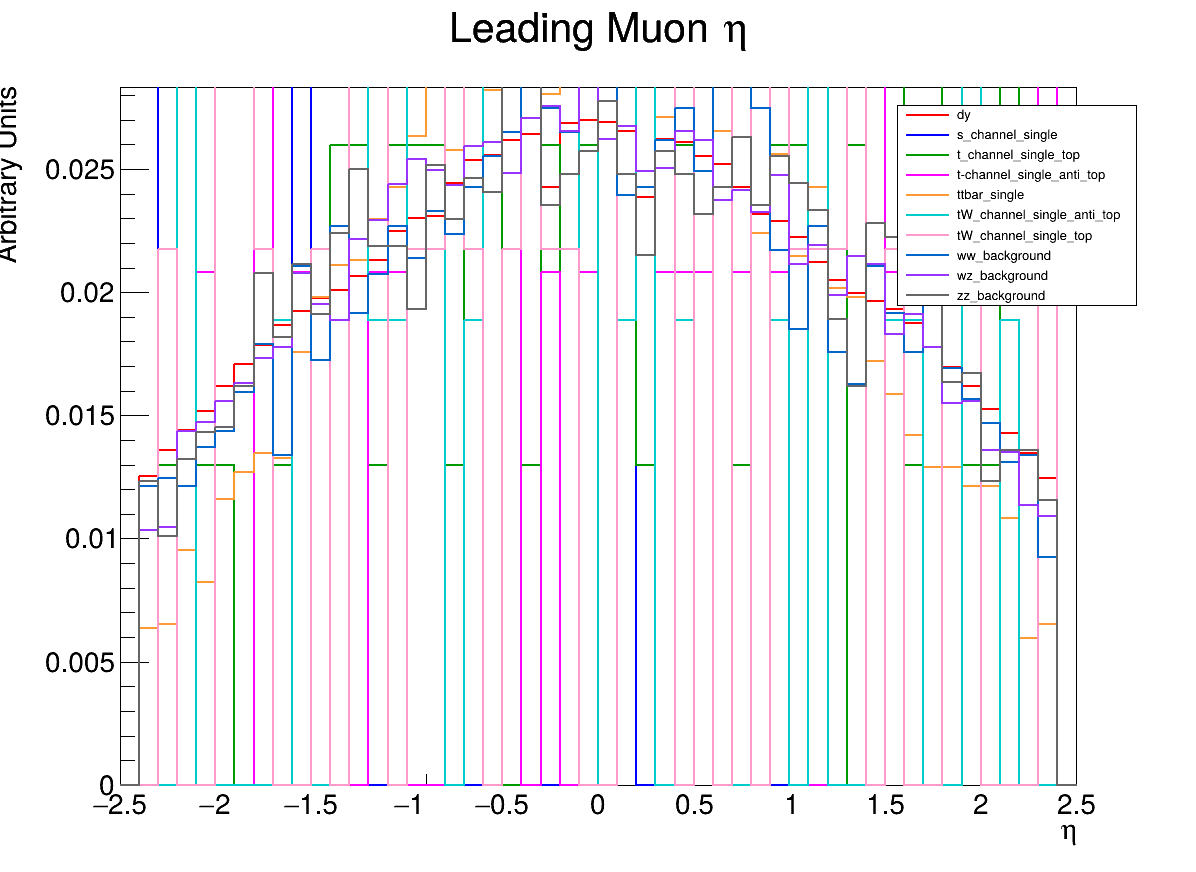 Leading Muon η
Arbitrary Units
0.025
0.02
0.015
0.01
0.005
0
−2.5
−2
−1.5
−1
−0.5
0
0.5
1
1.5
2
2.5
η
dy
s_channel_single
t_channel_single_top
t-channel_single_anti_top
ttbar_single
tW_channel_single_anti_top
tW_channel_single_top
ww_background
wz_background
zz_background